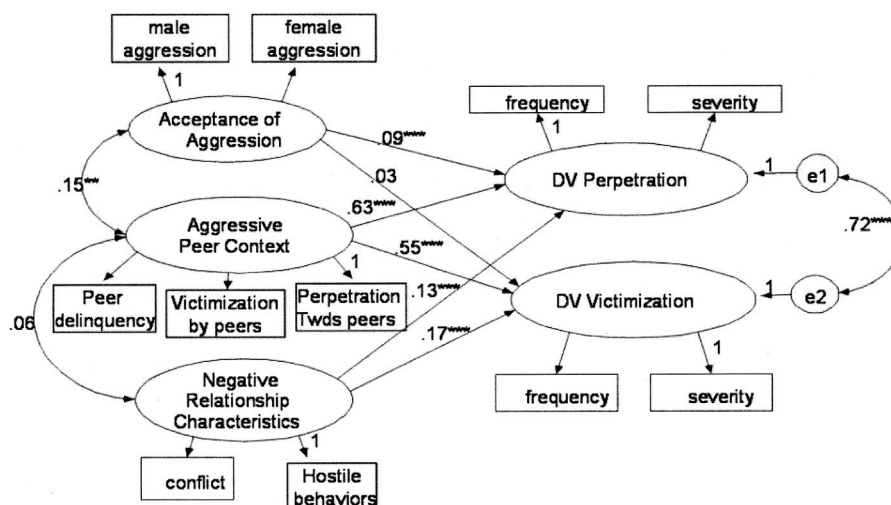 male
aggression
female
aggression
1
Acceptance of
Aggression
frequency
severity
1
.09***
.03
.15**
DV Perpetration
1
e1
.63***
Aggressive
Peer Context
.72***
.55***
1
Peer
delinquency
Victimization
by peers
Perpetration
Twds peers
.13***
DV Victimization
1
e2
.06
.17***
Negative
Relationship
Characteristics
1
frequency
severity
1
conflict
Hostile
behaviors